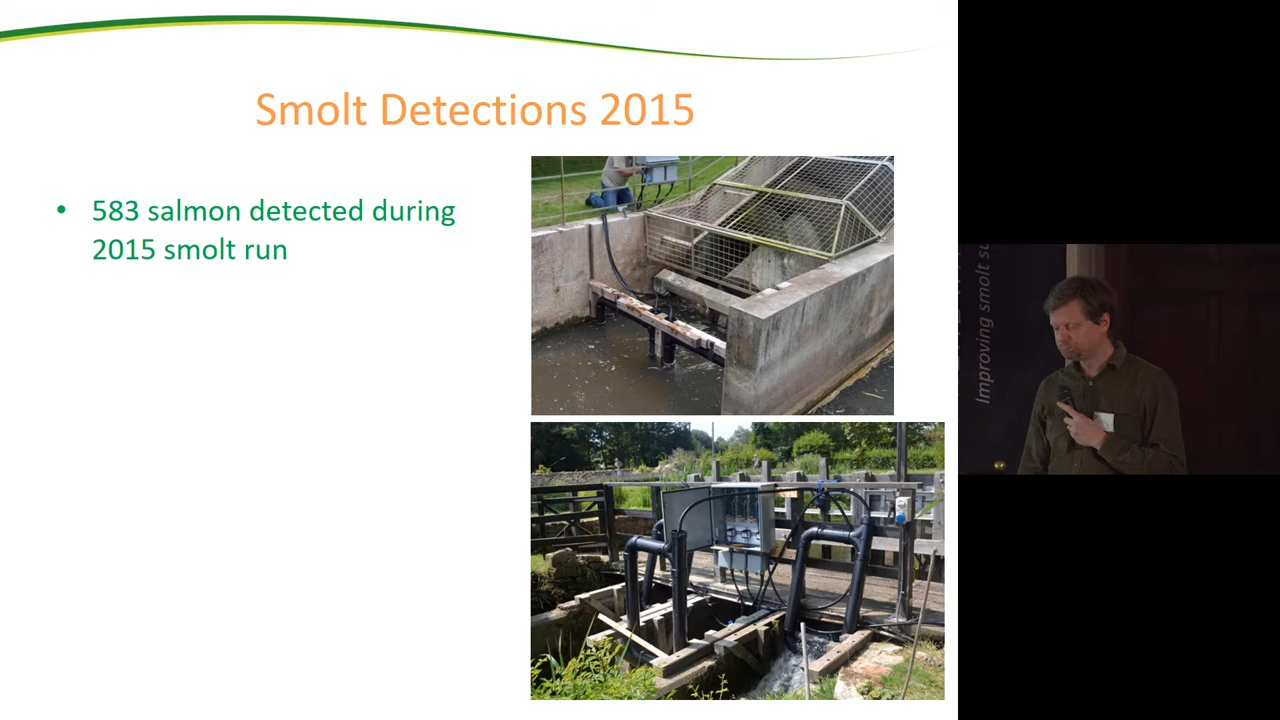 Smolt Detections 2015
• 583 salmon detected during
2015 smolt run
Improving smolt